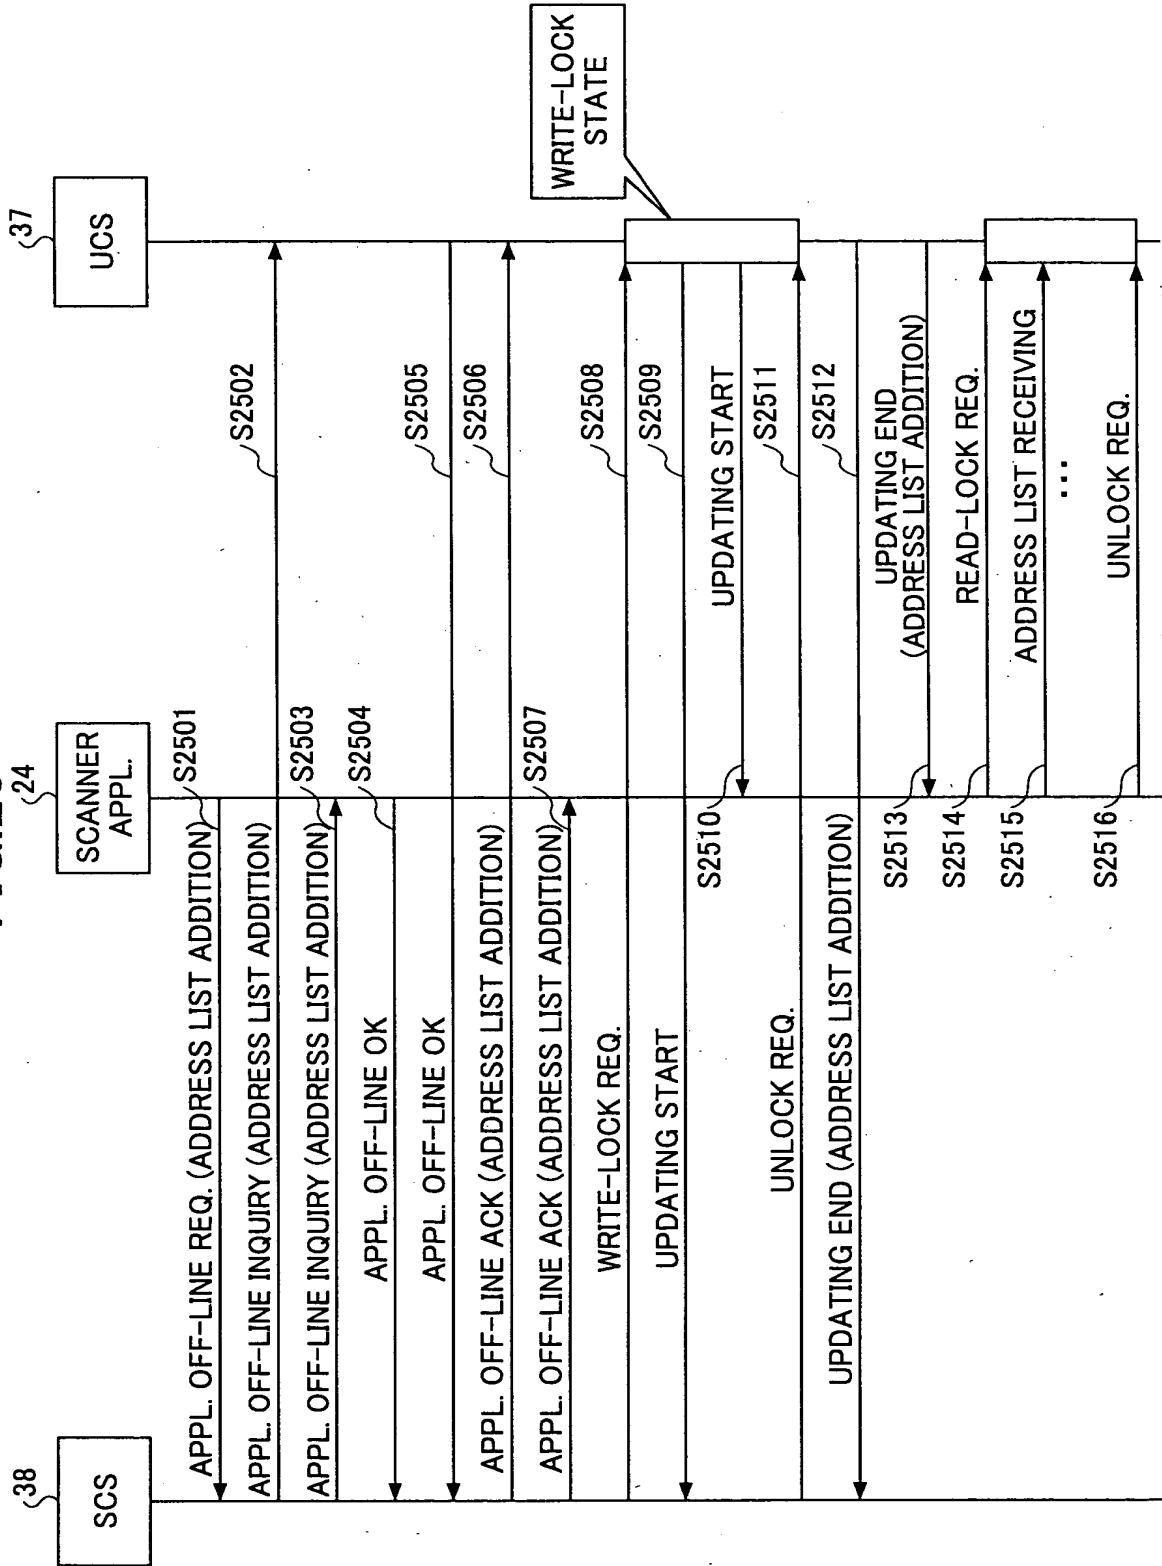 38
SCS
24
SCANNER
APPL.
37
UCS
APPL. OFF-LINE REQ. (ADDRESS LIST ADDITION)
S2501
APPL. OFF-LINE INQUIRY (ADDRESS LIST ADDITION)
S2502
APPL. OFF-LINE INQUIRY (ADDRESS LIST ADDITION)
S2503
APPL. OFF-LINE OK
S2504
APPL. OFF-LINE OK
S2505
APPL. OFF-LINE ACK (ADDRESS LIST ADDITION)
S2506
APPL. OFF-LINE ACK (ADDRESS LIST ADDITION)
S2507
WRITE-LOCK REQ.
S2508
WRITE-LOCK
STATE
UPDATING START
S2509
UPDATING START
S2510
UNLOCK REQ.
S2511
UPDATING END (ADDRESS LIST ADDITION)
S2512
UPDATING END
(ADDRESS LIST ADDITION)
S2513
READ-LOCK REQ.
S2514
ADDRESS LIST RECEIVING
S2515
...
UNLOCK REQ.
S2516